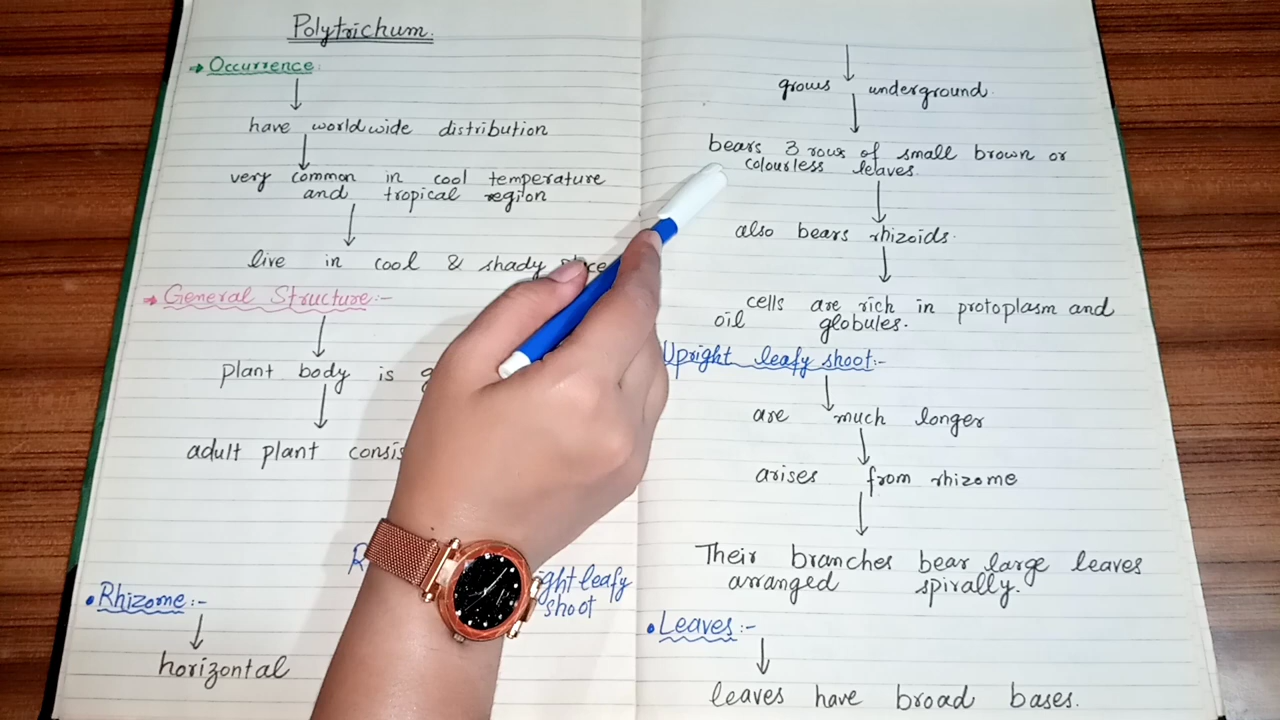 Polytrichum.
Occurrence:
have worldwide distribution
very common in cool temperature
and tropical region
live in cool & shady
General Structure:-
plant body is
adult plant
shoot
• Rhizome:-
horizontal
grows underground.
bears 3 rows of small brown or
colourless leaves.
also bears rhizoids.
cells are rich in protoplasm and
oil globules.
Upright leafy shoot:-
are much longer
arises from rhizome
Their branches bear large leaves
arranged spirally.
• Leaves:-
leaves have broad bases.